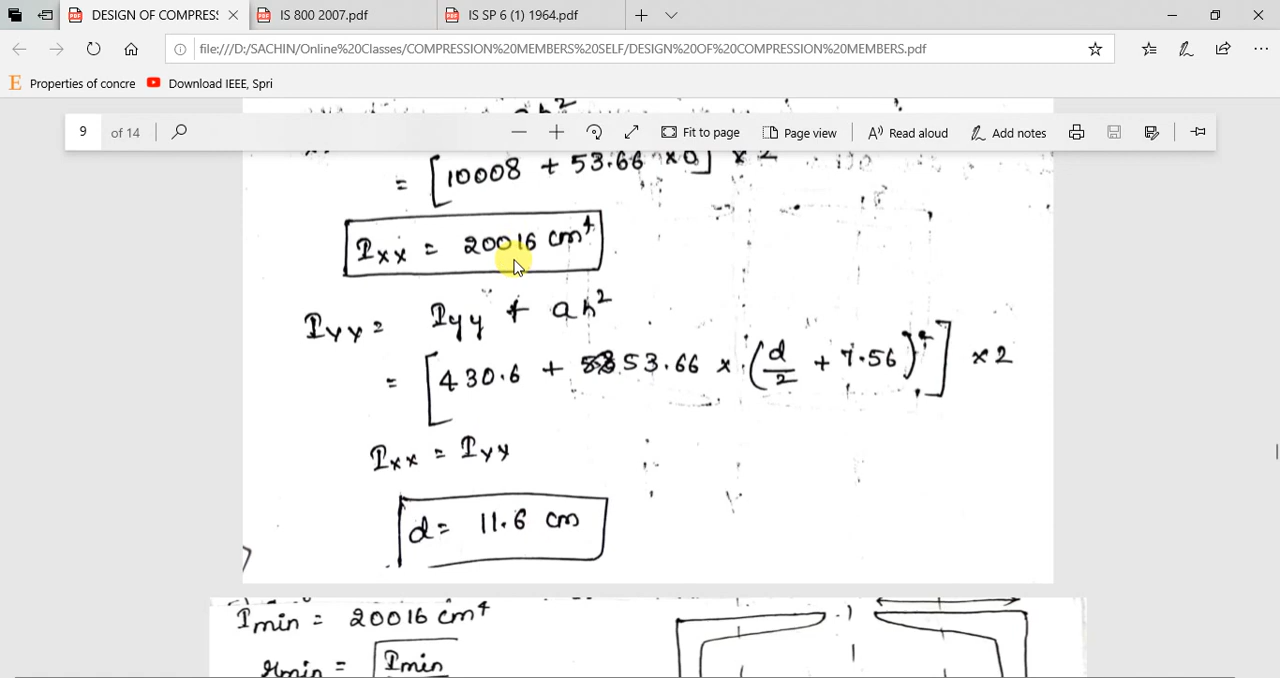 DESIGN OF COMPRESS
IS 800 2007.pdf
IS SP 6 (1) 1964.pdf
file:///D:/SACHIN/Online%20Classes/COMPRESSION%20MEMBERS%20SELF/DESIGN%20OF%20COMPRESSION%20MEMBERS.pdf
E Properties of concre
Download IEEE, Spri
9 of 14
Fit to page
Page view
A Read aloud
Add notes
= [10008 + 53.66 x 0] x 2
Ixx = 20016 cm⁴
Iyy = Iyy + ah²
= [430.6 + 53.66 x (d/2 + 7.56)²] x 2
Ixx = Iyy
d = 11.6 cm
Imin = 20016 cm⁴
rmin = √Imin